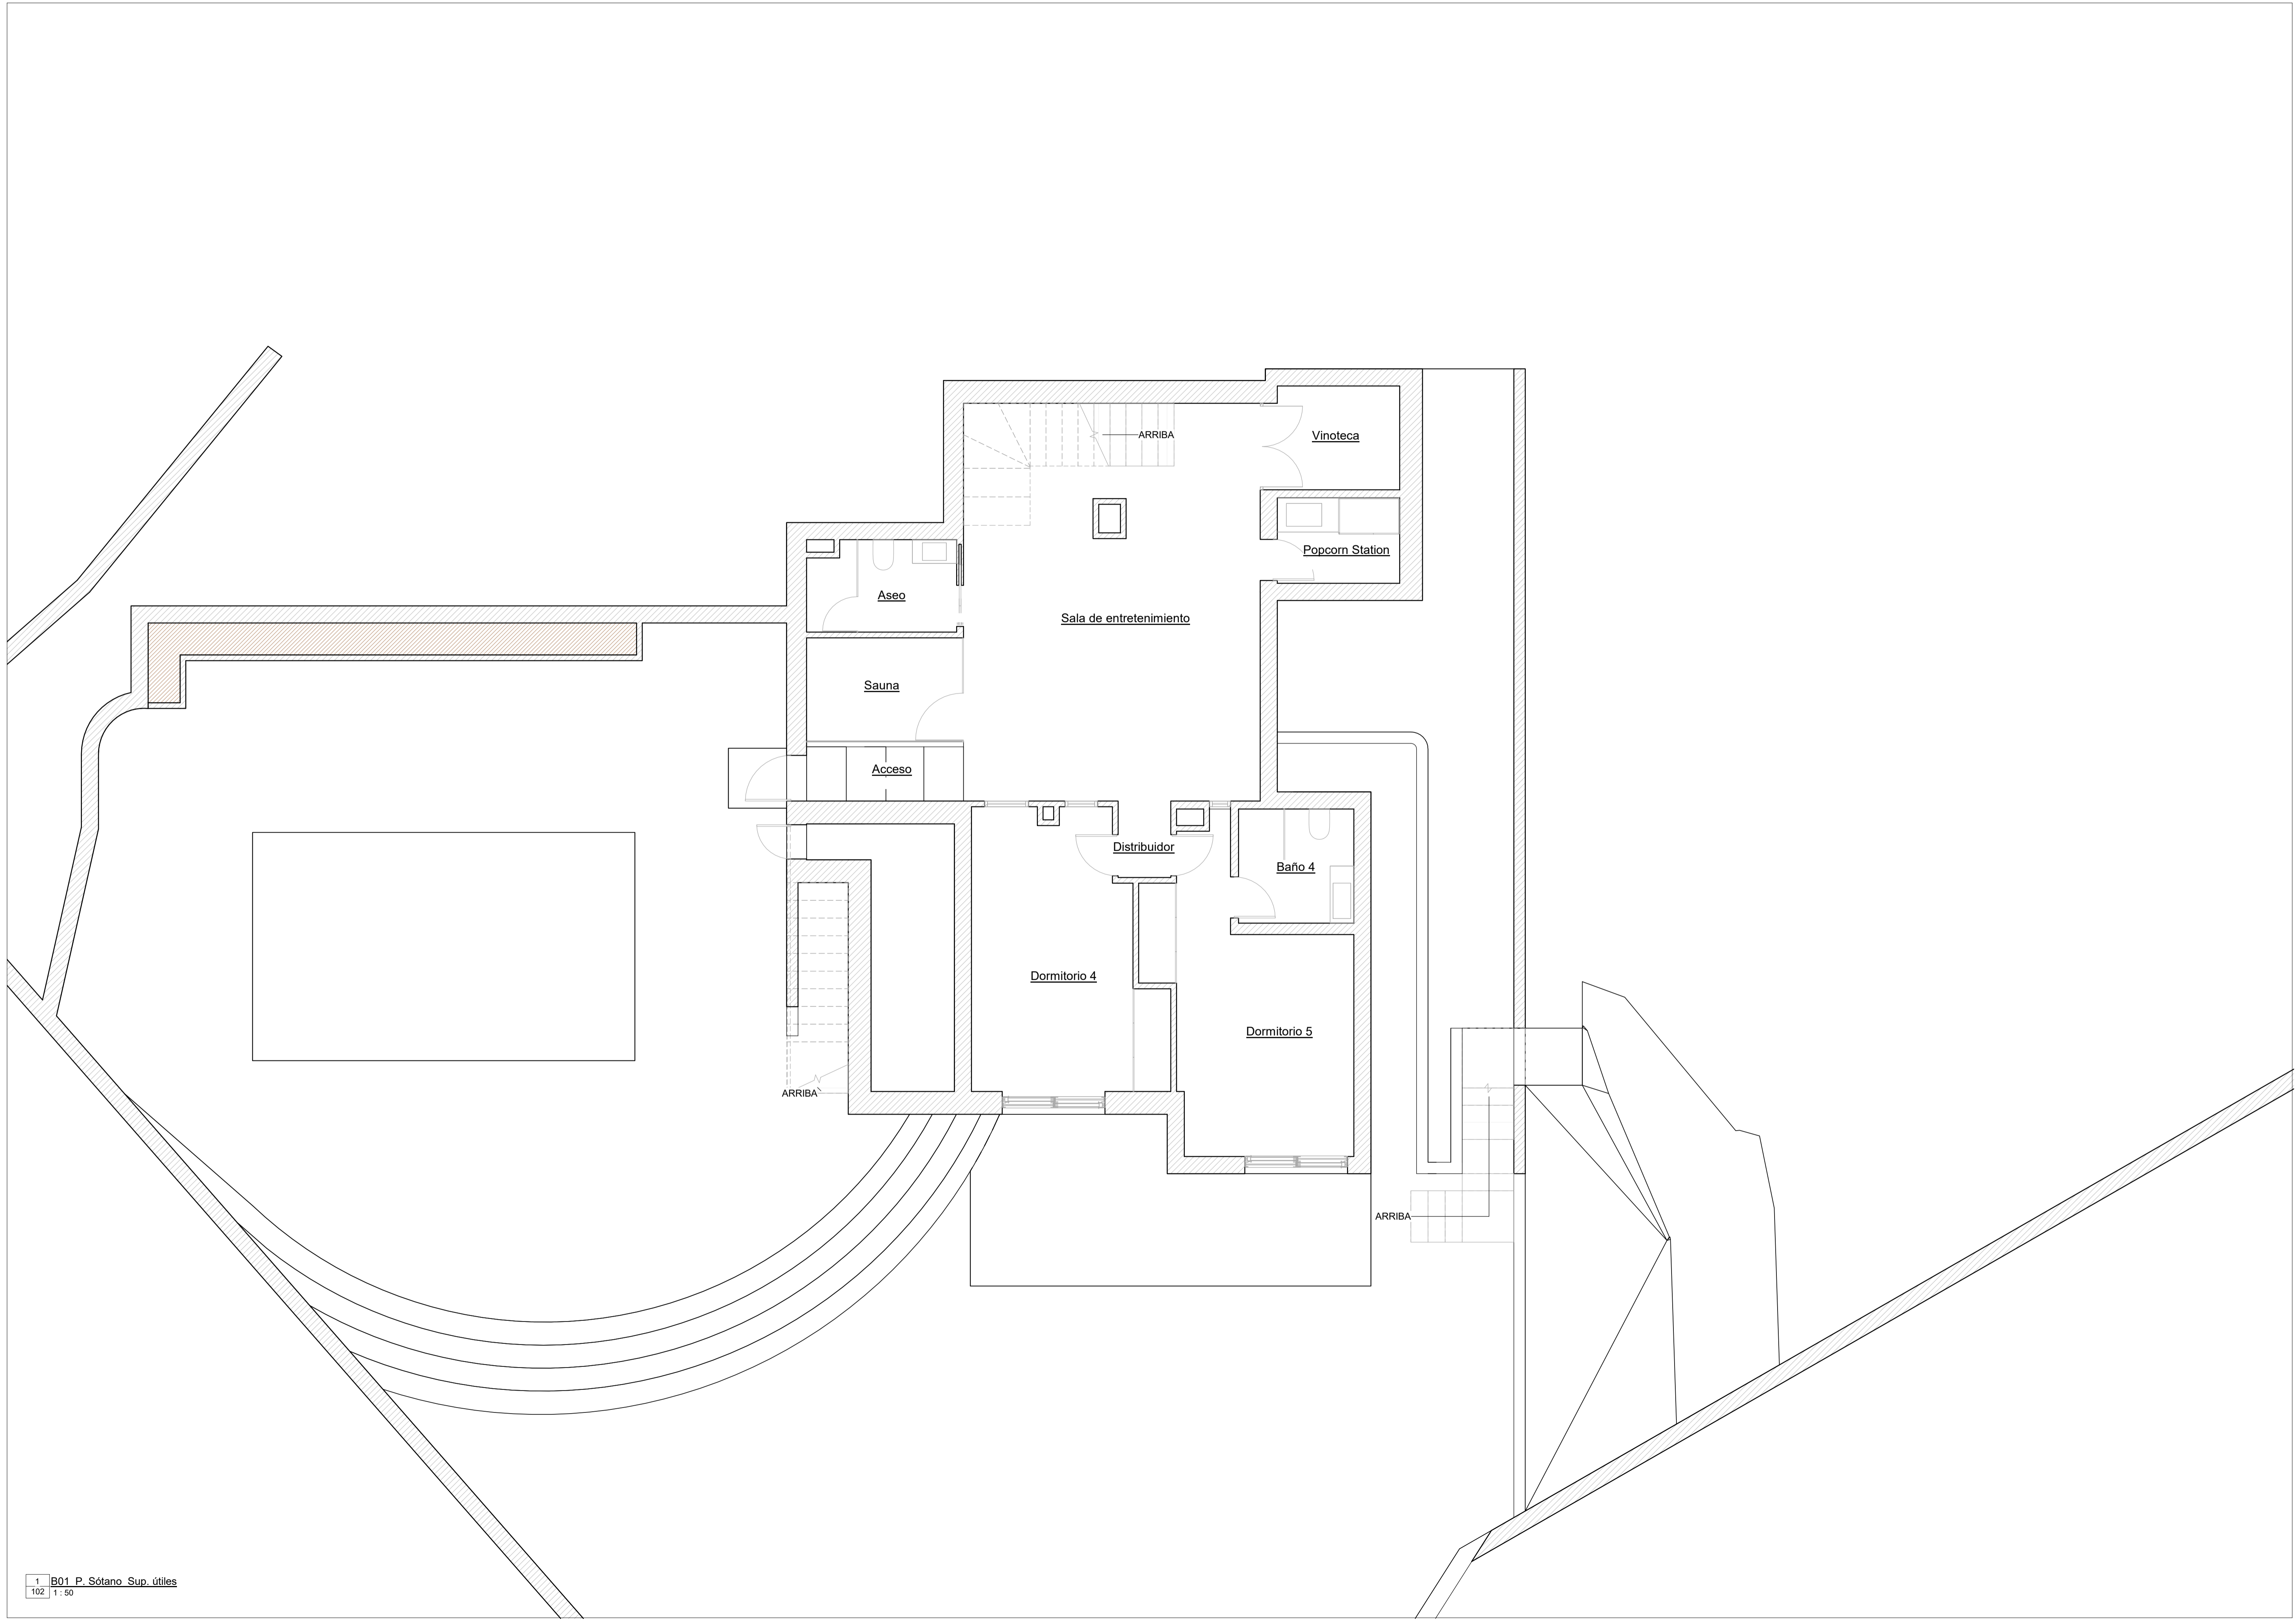 ARRIBA
Vinoteca
Popcorn Station
Aseo
Sala de entretenimiento
Sauna
Acceso
Distribuidor
Baño 4
Dormitorio 4
Dormitorio 5
ARRIBA
ARRIBA
1
102
B01_P. Sótano_Sup. útiles
1 : 50